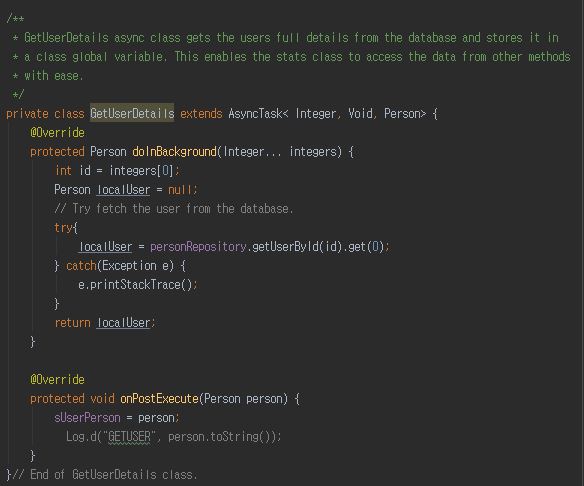 /**
 * GetUserDetails async class gets the users full details from the database and stores it in
 * a class global variable. This enables the stats class to access the data from other methods
 * with ease.
 */
private class GetUserDetails extends AsyncTask< Integer, Void, Person> {
    @Override
    protected Person doInBackground(Integer... integers) {
        int id = integers[0];
        Person localUser = null;
        // Try fetch the user from the database.
        try{
            localUser = personRepository.getUserById(id).get(0);
        } catch(Exception e) {
            e.printStackTrace();
        }
        return localUser;
    }

    @Override
    protected void onPostExecute(Person person) {
        sUserPerson = person;
          Log.d("GETUSER", person.toString());
    }
}// End of GetUserDetails class.